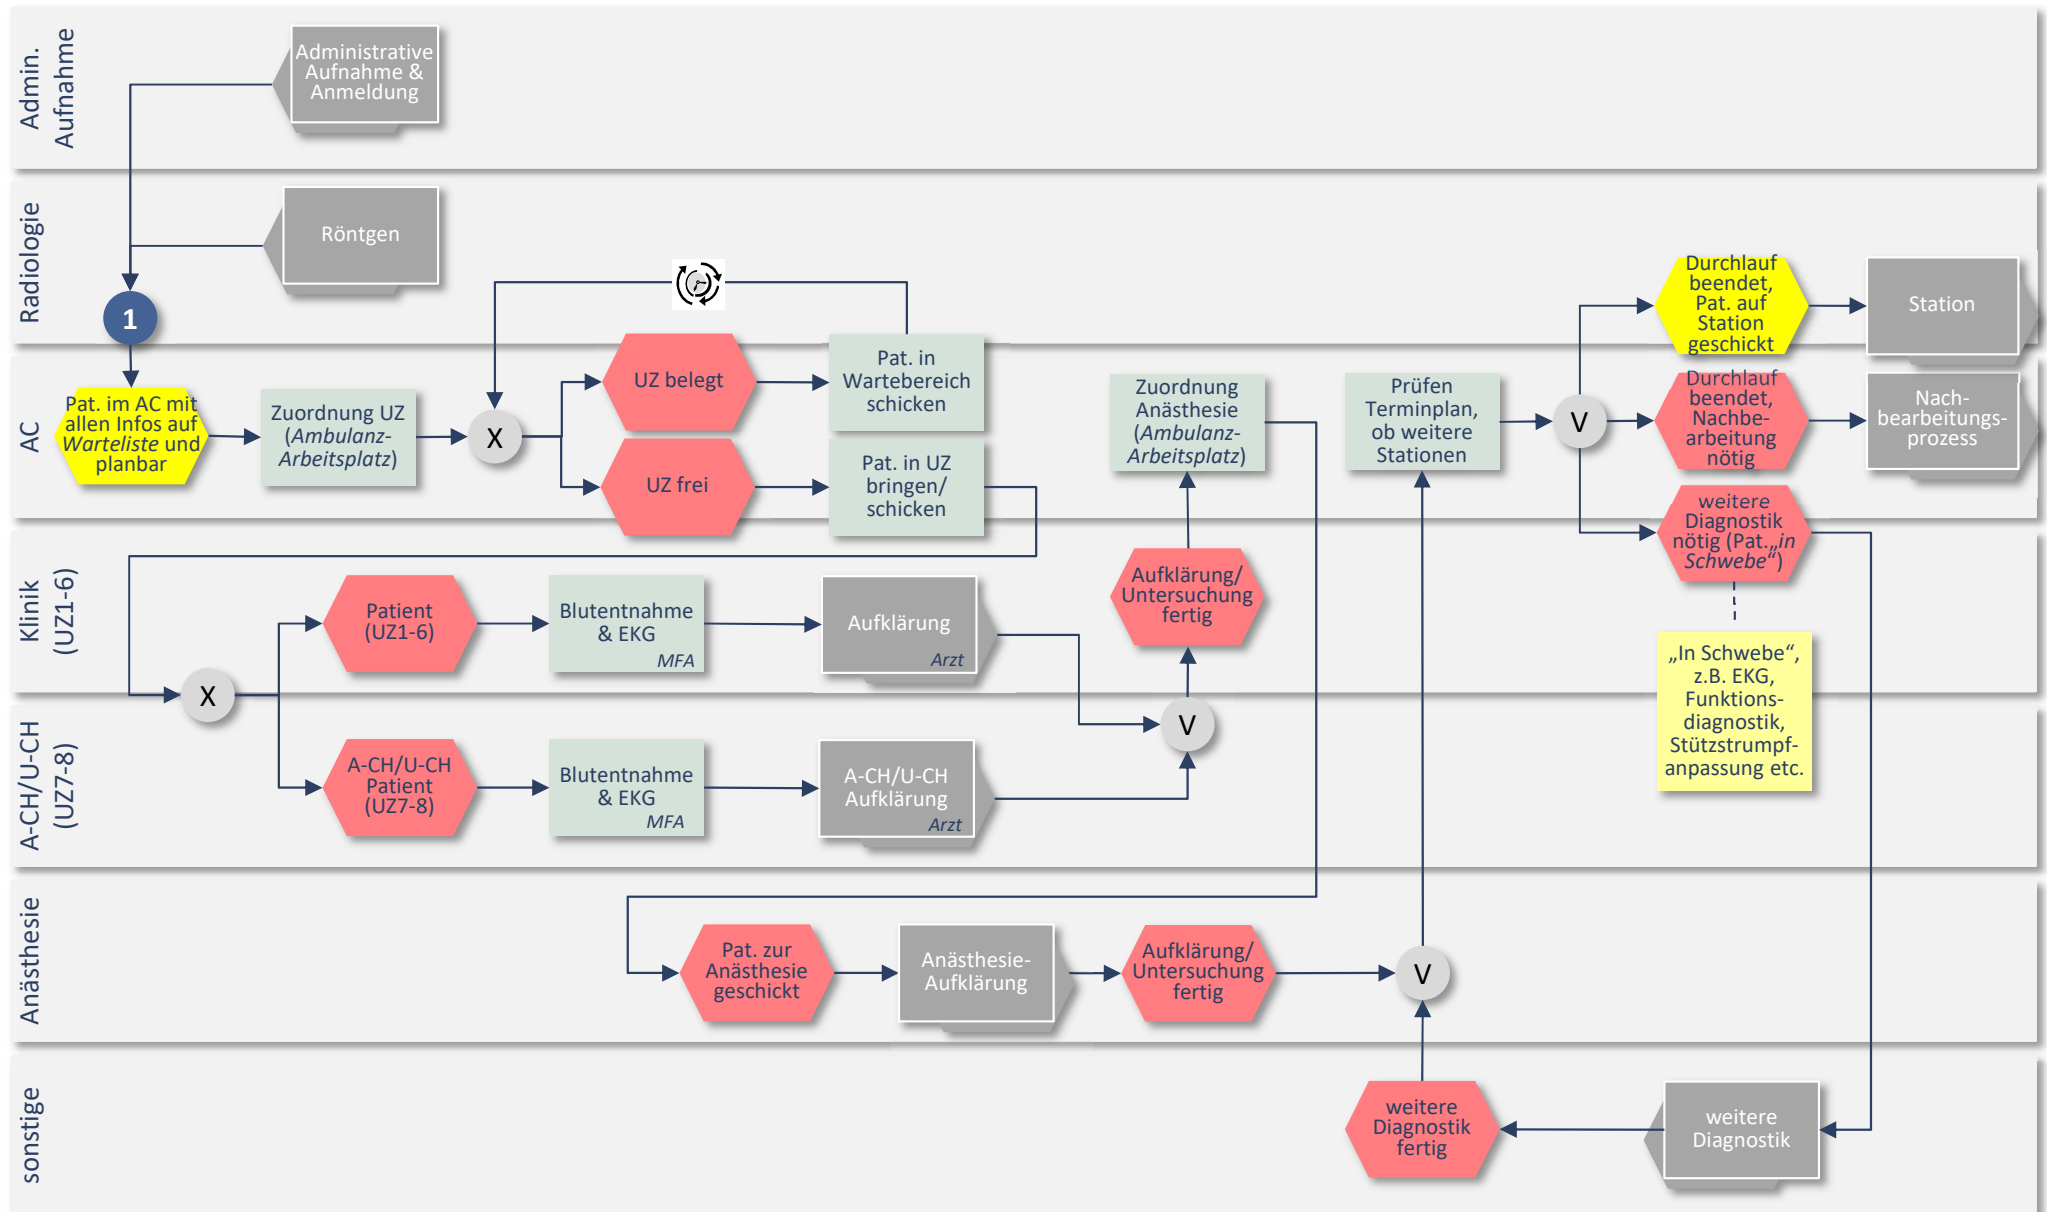 Admin.
Aufnahme
Administrative
Aufnahme &
Anmeldung
Radiologie
Röntgen
1
Durchlauf
beendet,
Pat. auf
Station
geschickt
Station
AC
Pat. im AC mit
allen Infos auf
Warteliste und
planbar
Zuordnung UZ
(Ambulanz-
Arbeitsplatz)
X
UZ belegt
Pat. in
Wartebereich
schicken
UZ frei
Pat. in UZ
bringen/
schicken
Zuordnung
Anästhesie
(Ambulanz-
Arbeitsplatz)
Prüfen
Terminplan,
ob weitere
Stationen
V
Durchlauf
beendet,
Nachbe-
arbeitung
nötig
Nach-
bearbeitungs-
prozess
weitere
Diagnostik
nötig (Pat. „in
Schwebe“)
Klinik
(UZ1-6)
Patient
(UZ1-6)
Blutentnahme
& EKG
MFA
Aufklärung
Arzt
Aufklärung/
Untersuchung
fertig
„In Schwebe“,
z.B. EKG,
Funktions-
diagnostik,
Stützstrumpf-
anpassung etc.
X
V
A-CH/U-CH
(UZ7-8)
A-CH/U-CH
Patient
(UZ7-8)
Blutentnahme
& EKG
MFA
A-CH/U-CH
Aufklärung
Arzt
Anästhesie
Pat. zur
Anästhesie
geschickt
Anästhesie-
Aufklärung
Aufklärung/
Untersuchung
fertig
V
sonstige
weitere
Diagnostik
fertig
weitere
Diagnostik